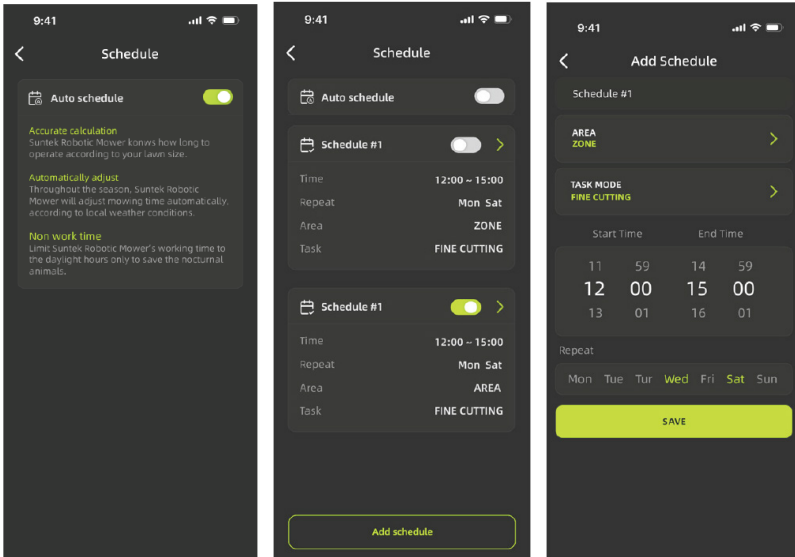 9:41
Schedule
Auto schedule
Accurate calculation
Suntek Robotic Mower konws how long to
operate according to your lawn size.
Automatically adjust
Throughout the season, Suntek Robotic
Mower will adjust mowing time automatically,
according to local weather conditions.
Non work time
Limit Suntek Robotic Mower's working time to
the daylight hours only to save the nocturnal
animals.
9:41
Schedule
Auto schedule
Schedule #1
Time 12:00 ~ 15:00
Repeat Mon Sat
Area ZONE
Task FINE CUTTING
Schedule #1
Time 12:00 ~ 15:00
Repeat Mon Sat
Area AREA
Task FINE CUTTING
Add schedule
9:41
Add Schedule
Schedule #1
AREA
ZONE
TASK MODE
FINE CUTTING
Start Time End Time
11 59 14 59
12 00 15 00
13 01 16 01
Repeat
Mon Tue Tur Wed Fri Sat Sun
SAVE